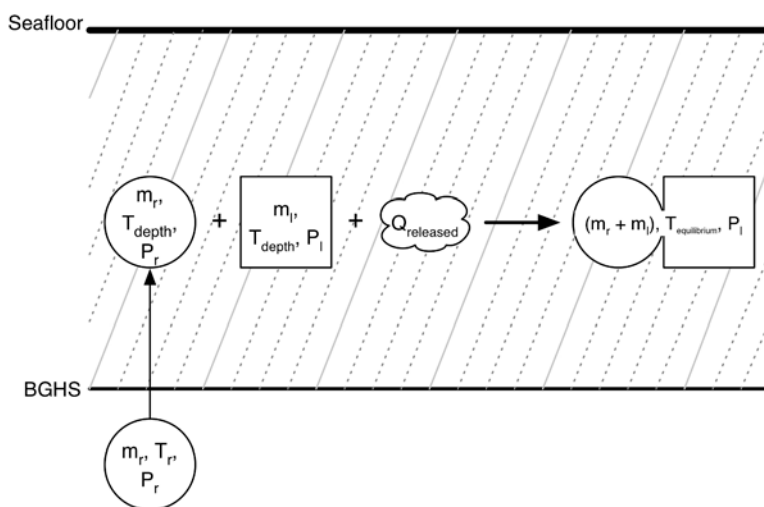 Seafloor
m_r,
T_depth,
P_r
+
m_l,
T_depth, P_l
+
Q_released
(m_r + m_l), T_equilibrium, P_l
BGHS
m_r, T_r,
P_r